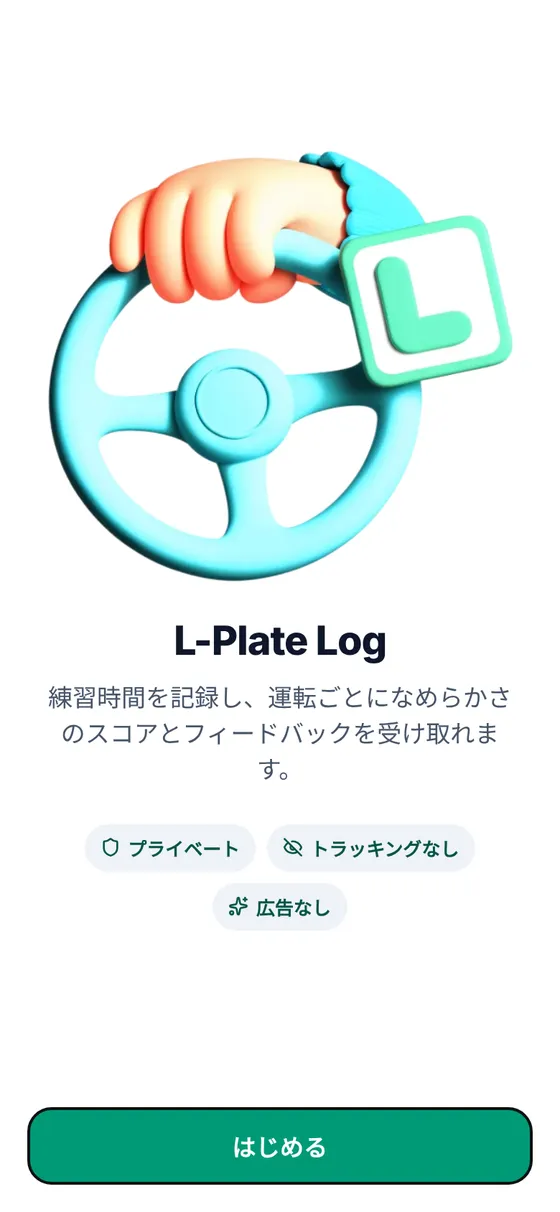 L
L-Plate Log
練習時間を記録し、運転ごとになめらかさ
のスコアとフィードバックを受け取れま
す。
プライベート
トラッキングなし
広告なし
はじめる